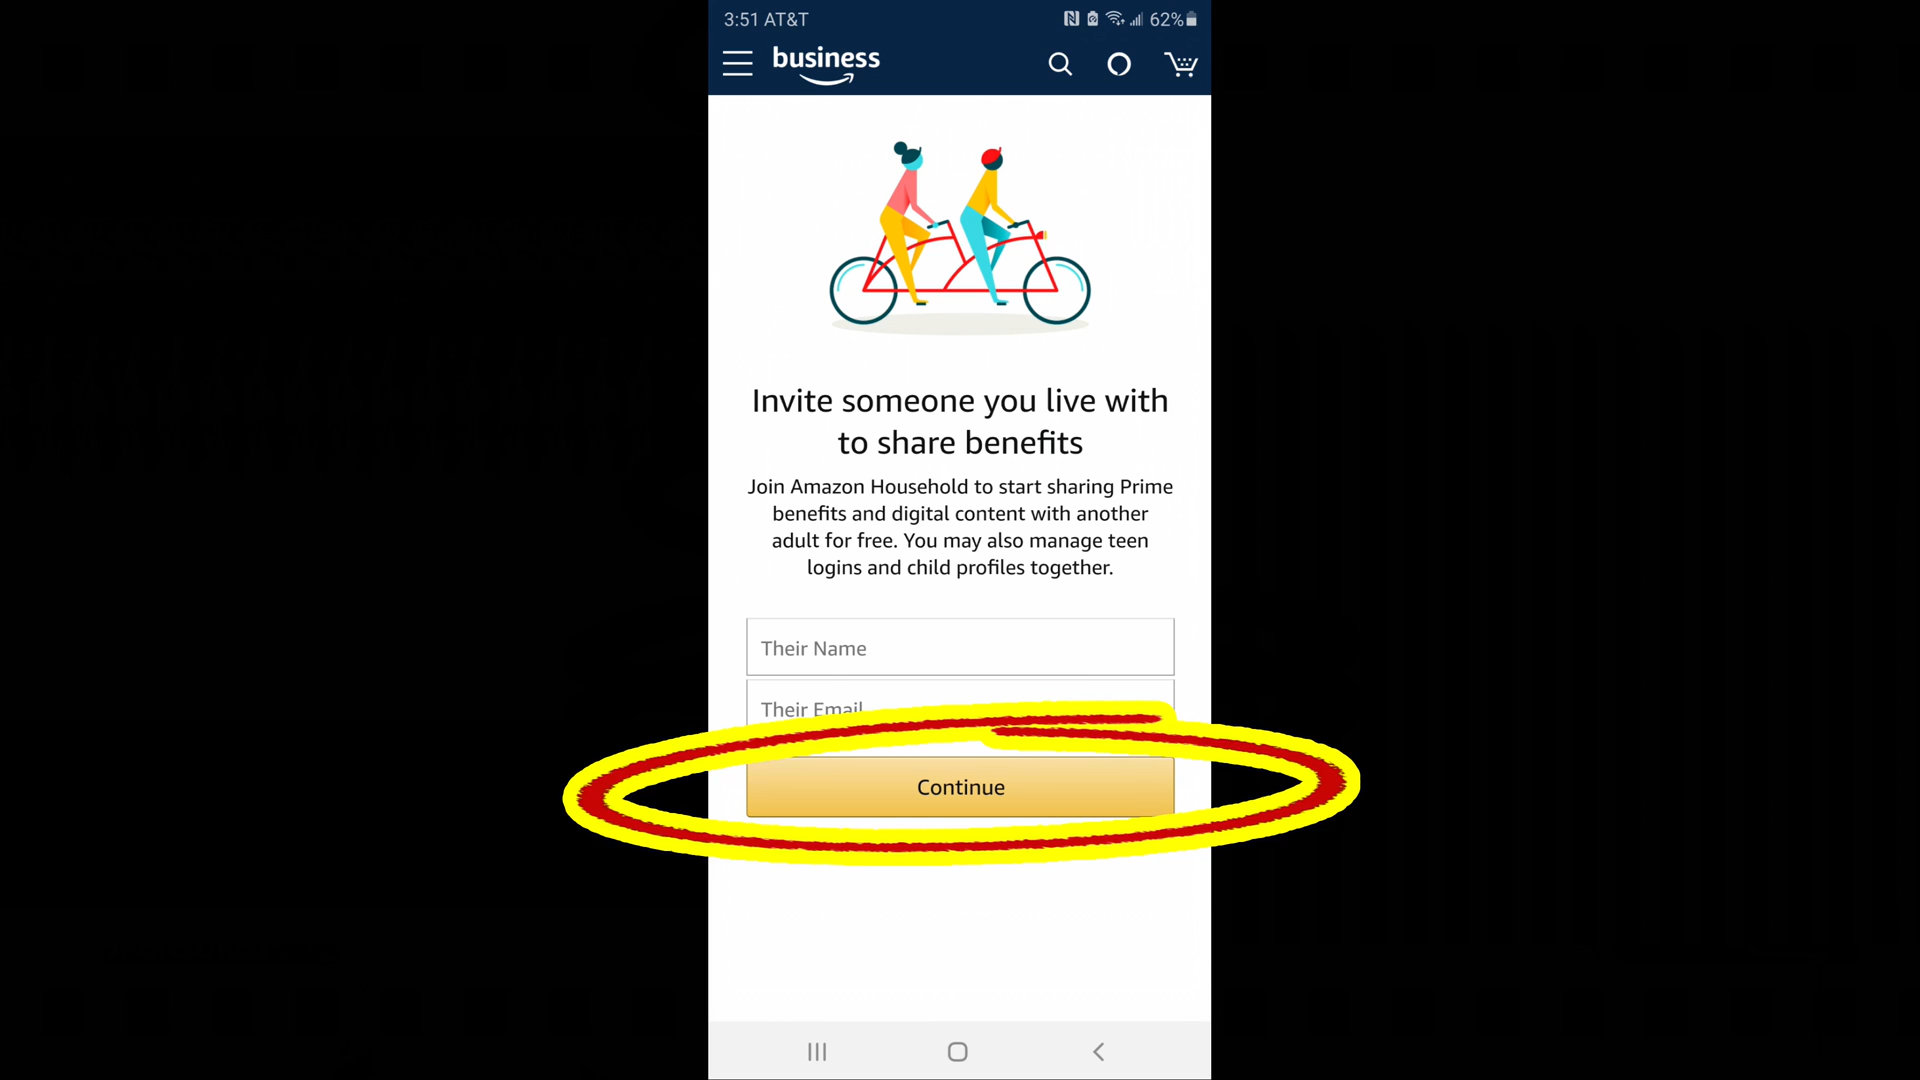 3:51 AT&T
62%
business
Invite someone you live with
to share benefits
Join Amazon Household to start sharing Prime
benefits and digital content with another
adult for free. You may also manage teen
logins and child profiles together.
Their Name
Their Email
Continue